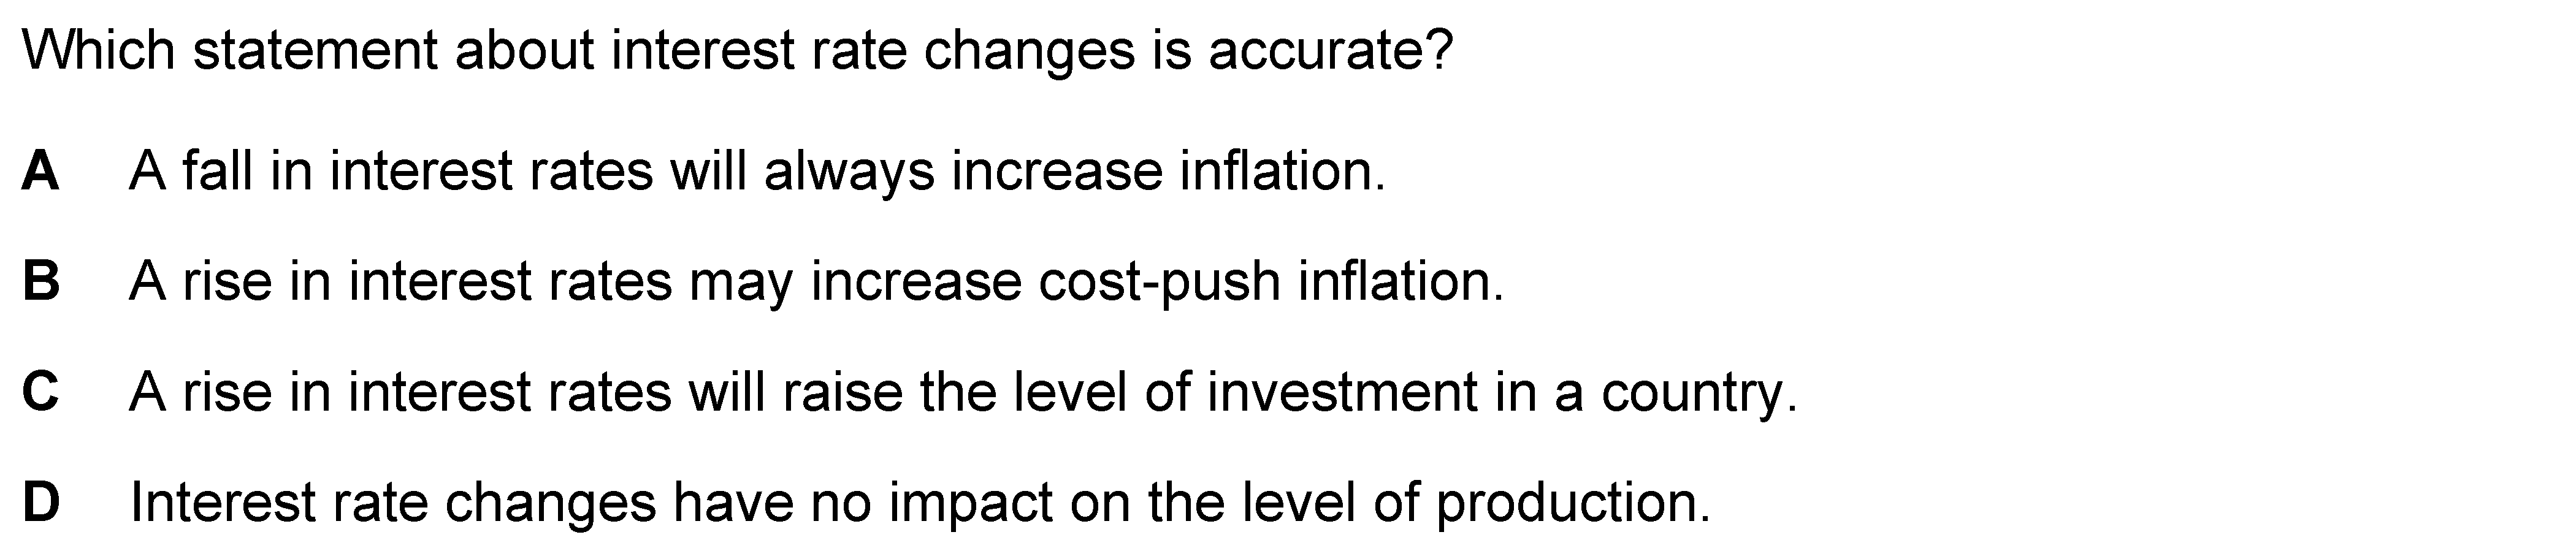 Which statement about interest rate changes is accurate?
A A fall in interest rates will always increase inflation.
B A rise in interest rates may increase cost-push inflation.
C A rise in interest rates will raise the level of investment in a country.
D Interest rate changes have no impact on the level of production.